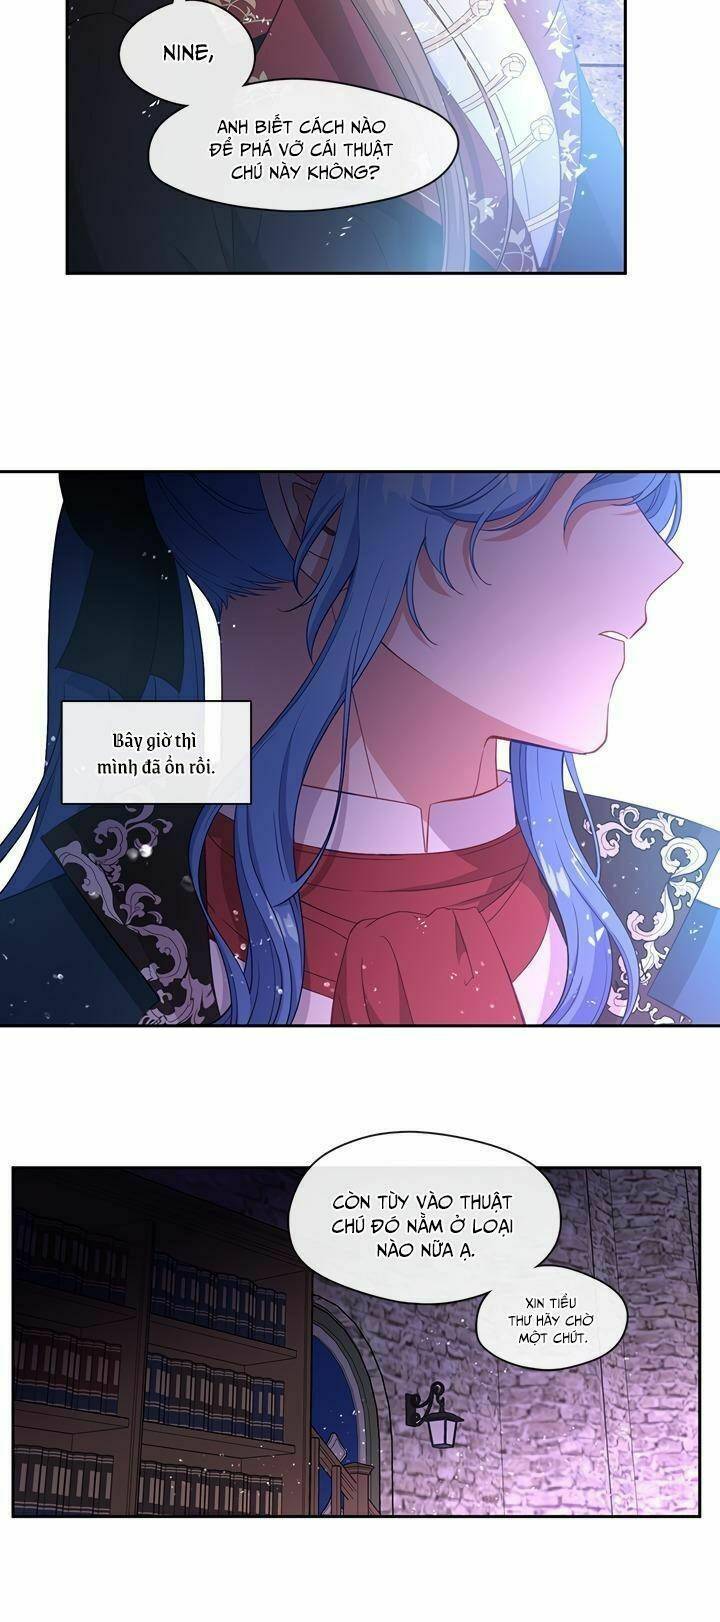 NINE,
ANH BIẾT CÁCH NÀO
ĐỂ PHÁ VỠ CÁI THUẬT
CHÚ NÀY KHÔNG?
Bây giờ thì
mình đã ổn rồi.
CÒN TÙY VÀO THUẬT
CHÚ ĐÓ NẰM Ở LOẠI
NÀO NỮA Ạ.
XIN TIỂU
THƯ HÃY CHỜ
MỘT CHÚT.